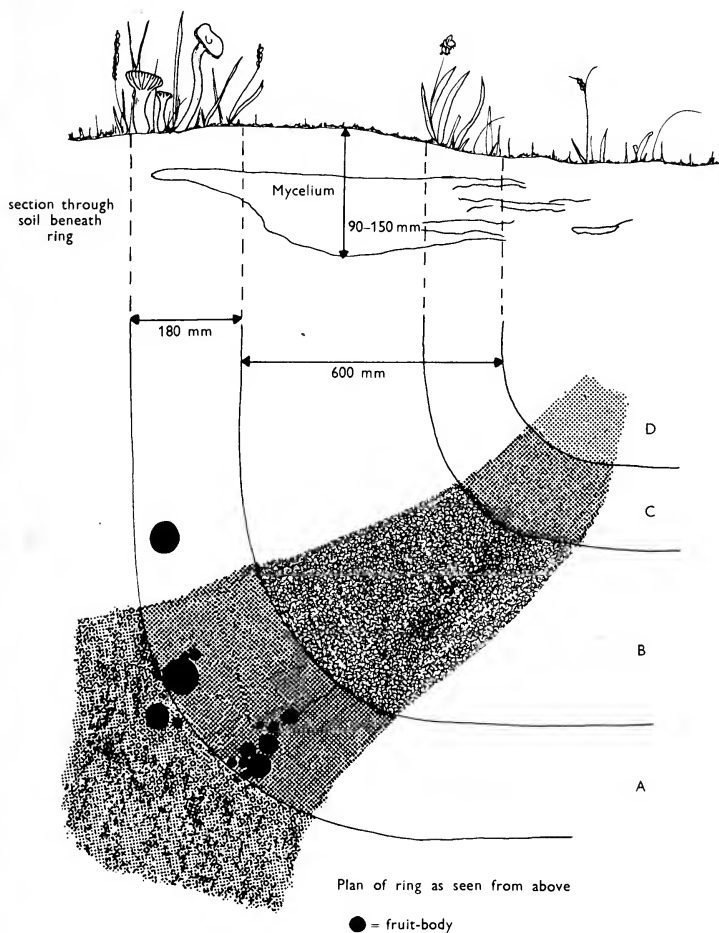 Mycelium
section through
soil beneath
ring
90–150 mm
180 mm
600 mm
D
C
B
A
Plan of ring as seen from above
= fruit-body